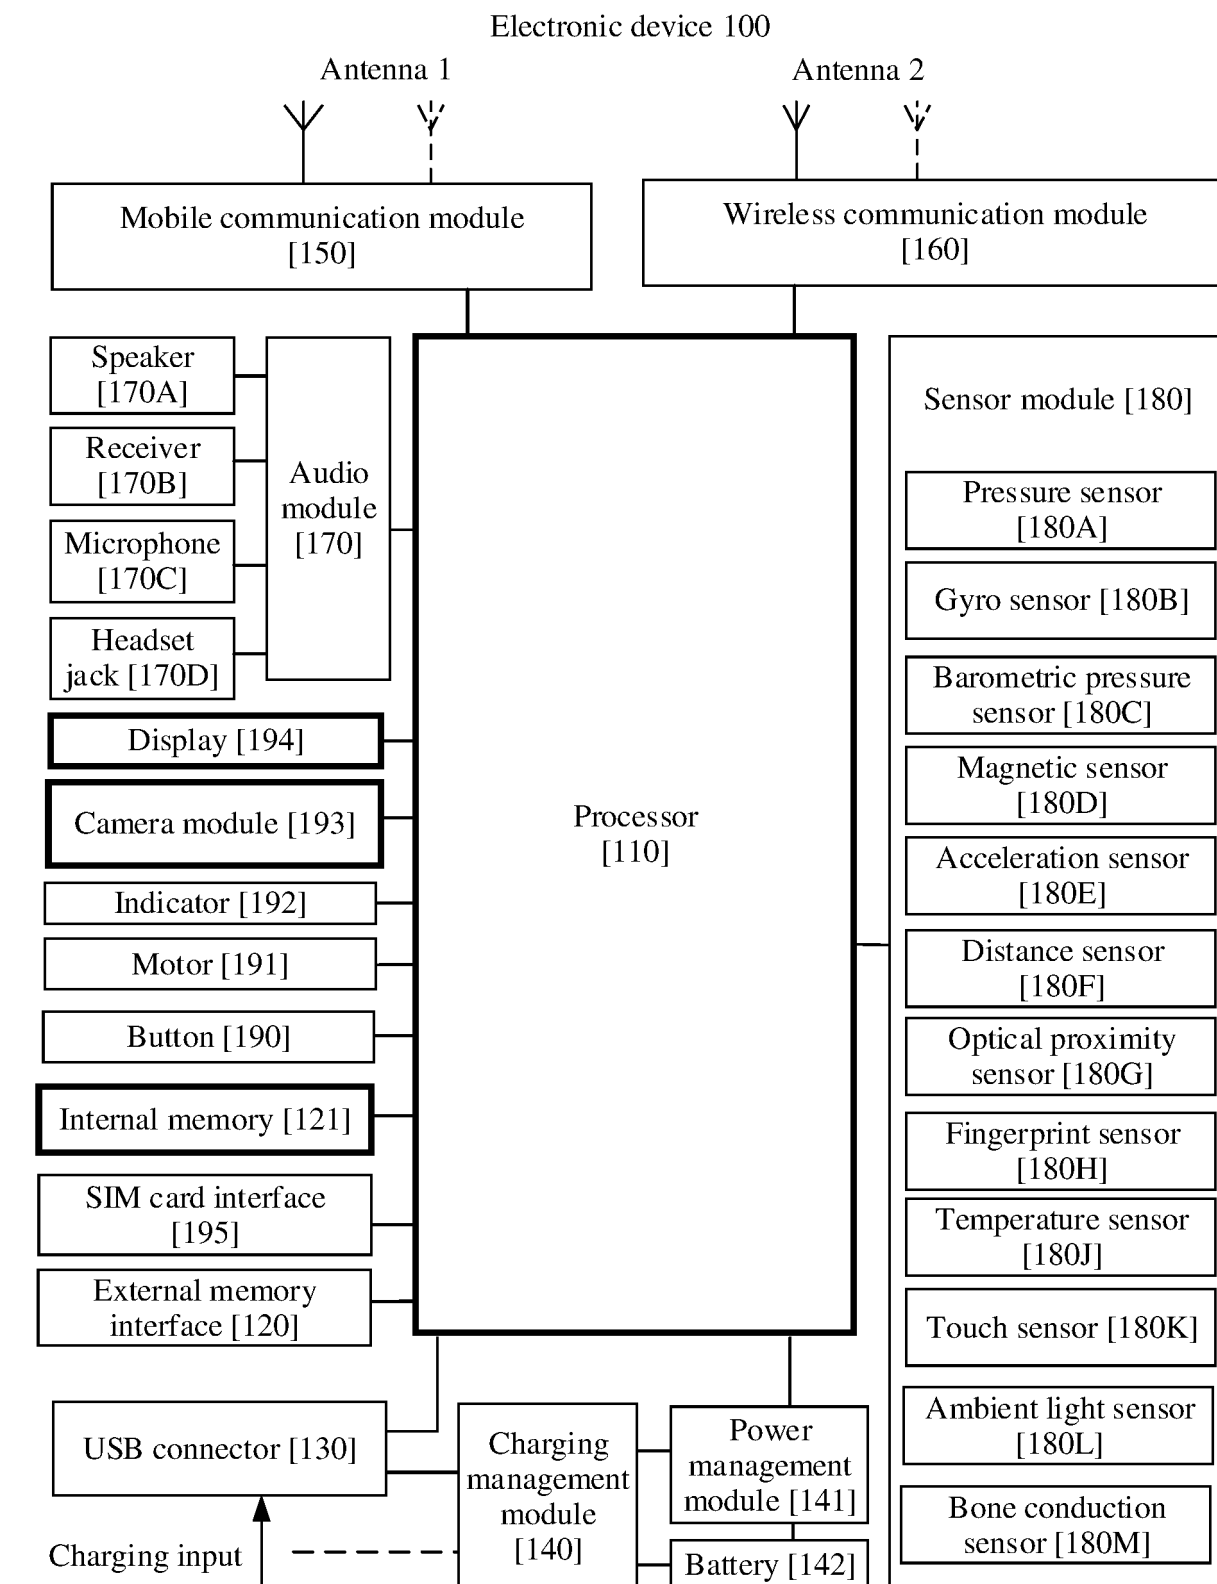 Electronic device 100
Antenna 1
Antenna 2
Mobile communication module
[150]
Wireless communication module
[160]
Speaker
[170A]
Receiver
[170B]
Microphone
[170C]
Headset
jack [170D]
Audio
module
[170]
Display [194]
Camera module [193]
Indicator [192]
Motor [191]
Button [190]
Internal memory [121]
SIM card interface
[195]
External memory
interface [120]
Processor
[110]
Sensor module [180]
Pressure sensor
[180A]
Gyro sensor [180B]
Barometric pressure
sensor [180C]
Magnetic sensor
[180D]
Acceleration sensor
[180E]
Distance sensor
[180F]
Optical proximity
sensor [180G]
Fingerprint sensor
[180H]
Temperature sensor
[180J]
Touch sensor [180K]
Ambient light sensor
[180L]
Bone conduction
sensor [180M]
USB connector [130]
Charging
management
module
[140]
Power
management
module [141]
Battery [142]
Charging input